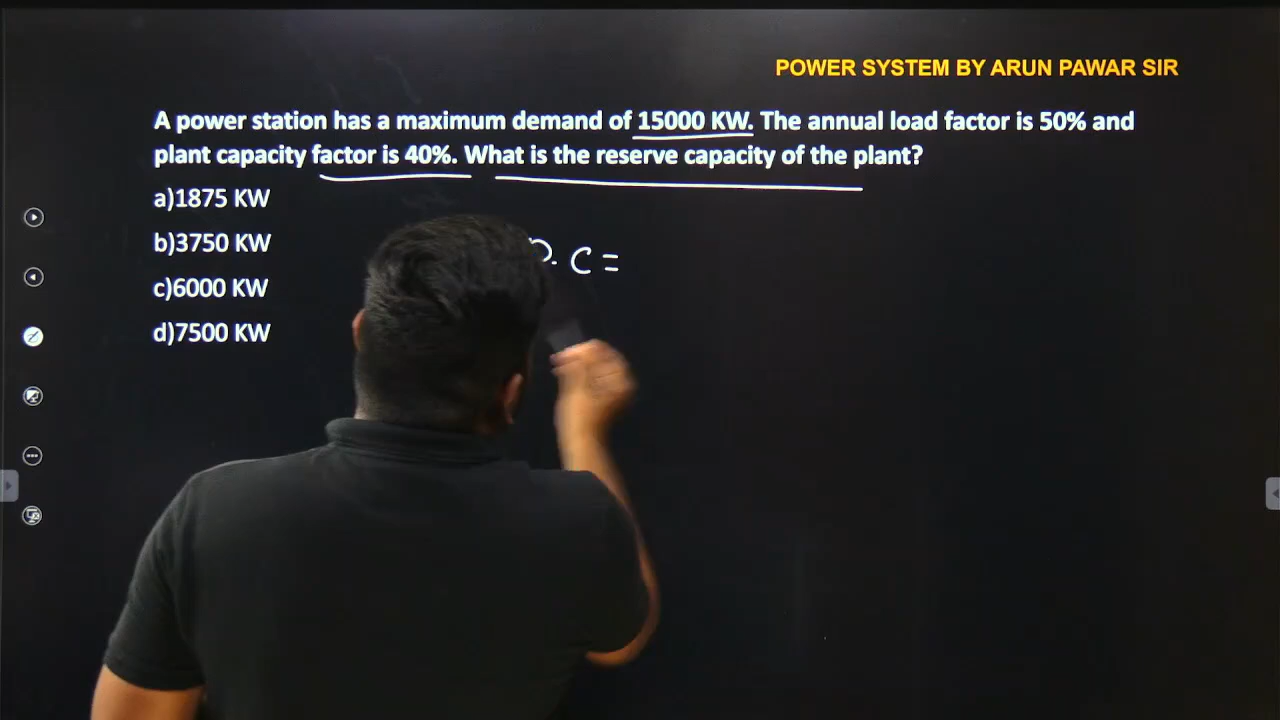 POWER SYSTEM BY ARUN PAWAR SIR
A power station has a maximum demand of 15000 KW. The annual load factor is 50% and
plant capacity factor is 40%. What is the reserve capacity of the plant?
a)1875 KW
b)3750 KW
c)6000 KW
d)7500 KW
C =